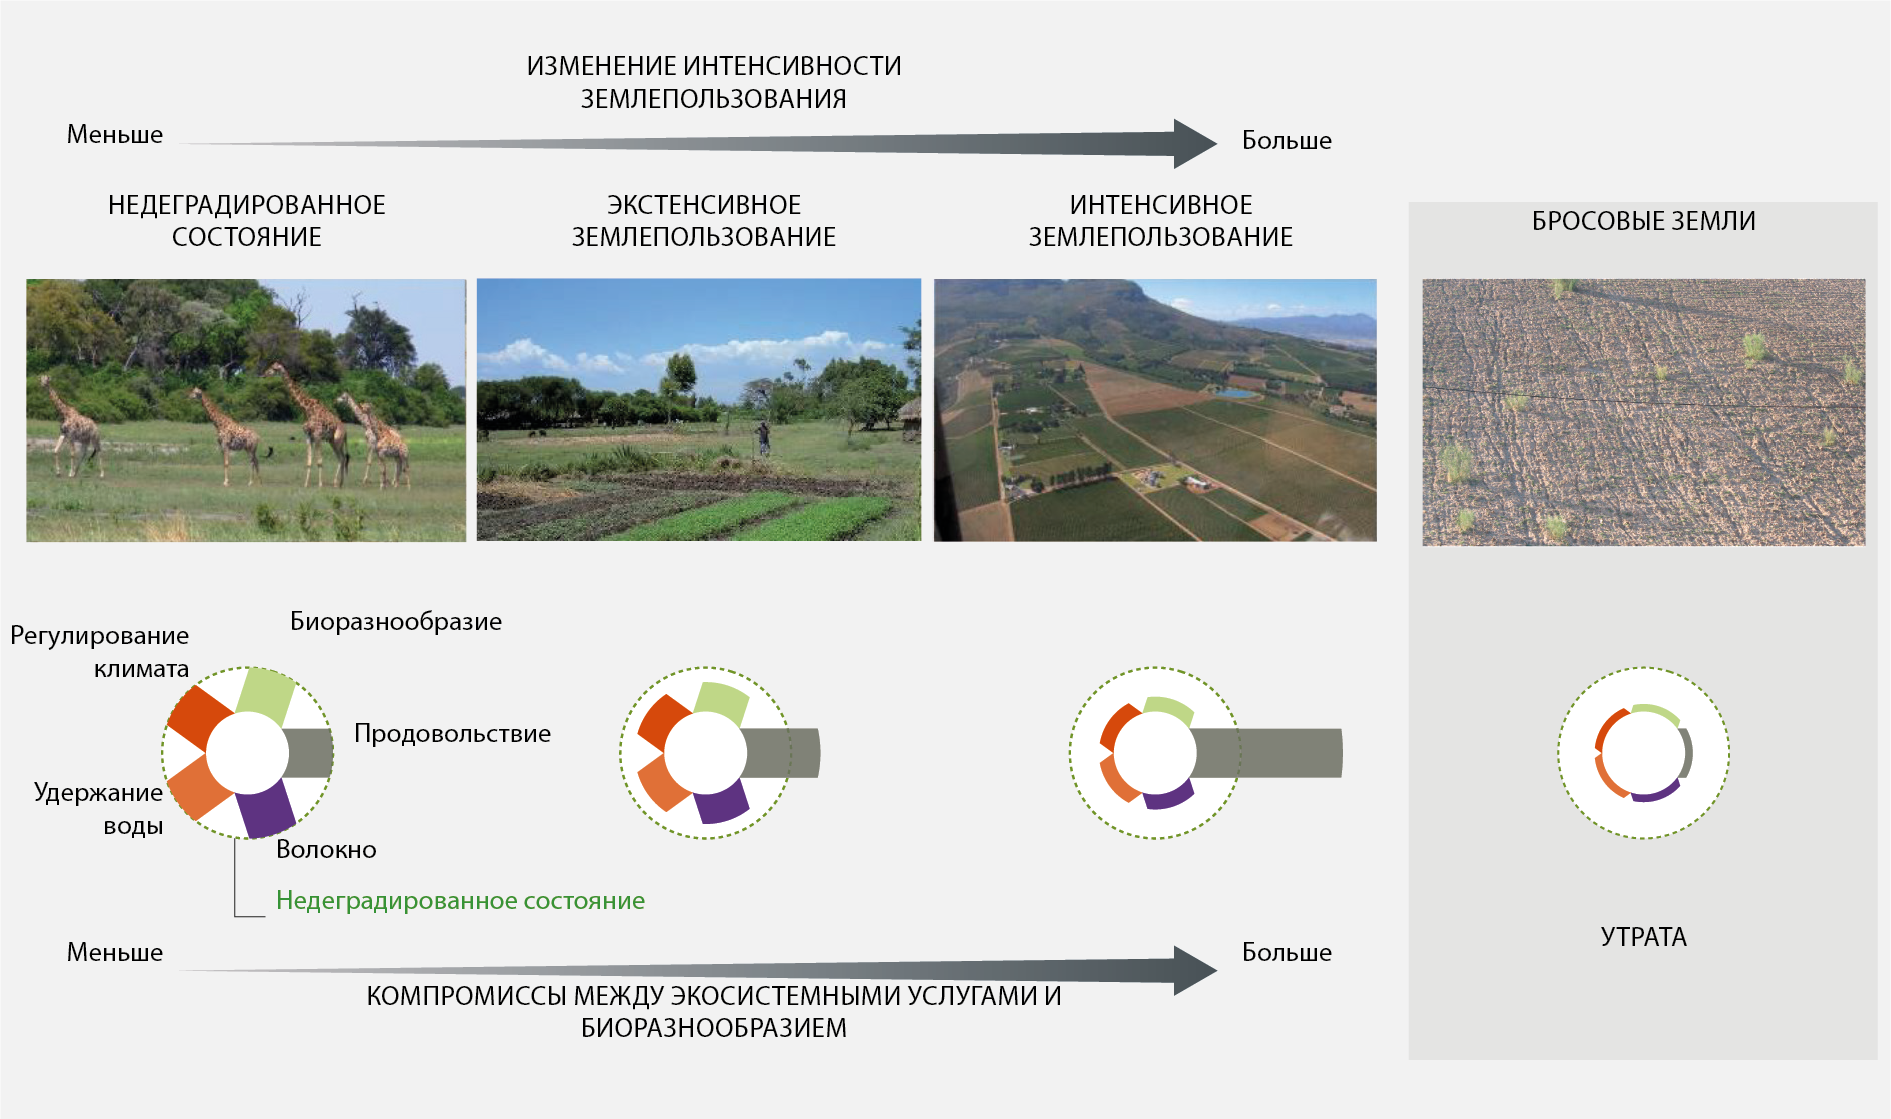 ИЗМЕНЕНИЕ ИНТЕНСИВНОСТИ
ЗЕМЛЕПОЛЬЗОВАНИЯ
Меньше
Больше
НЕДЕГРАДИРОВАННОЕ
СОСТОЯНИЕ
ЭКСТЕНСИВНОЕ
ЗЕМЛЕПОЛЬЗОВАНИЕ
ИНТЕНСИВНОЕ
ЗЕМЛЕПОЛЬЗОВАНИЕ
БРОСОВЫЕ ЗЕМЛИ
Биоразнообразие
Регулирование
климата
Продовольствие
Удержание
воды
Волокно
Недеградированное состояние
Меньше
Больше
КОМПРОМИССЫ МЕЖДУ ЭКОСИСТЕМНЫМИ УСЛУГАМИ И
БИОРАЗНООБРАЗИЕМ
УТРАТА